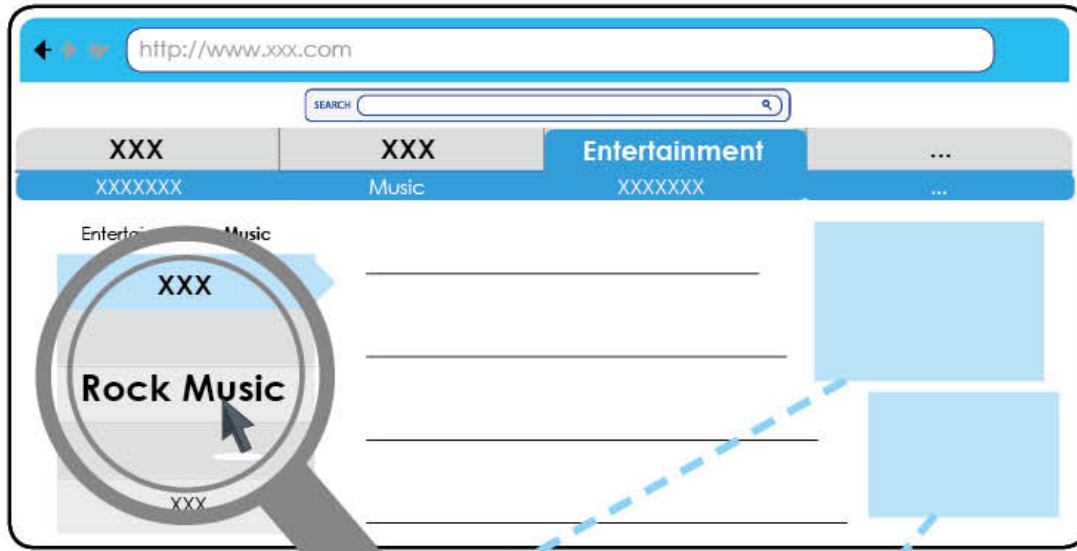 http://www.xxx.com
SEARCH
XXX XXX Entertainment ...
XXXXXXX Music XXXXXXX ...
Music
XXX
Rock Music
XXX